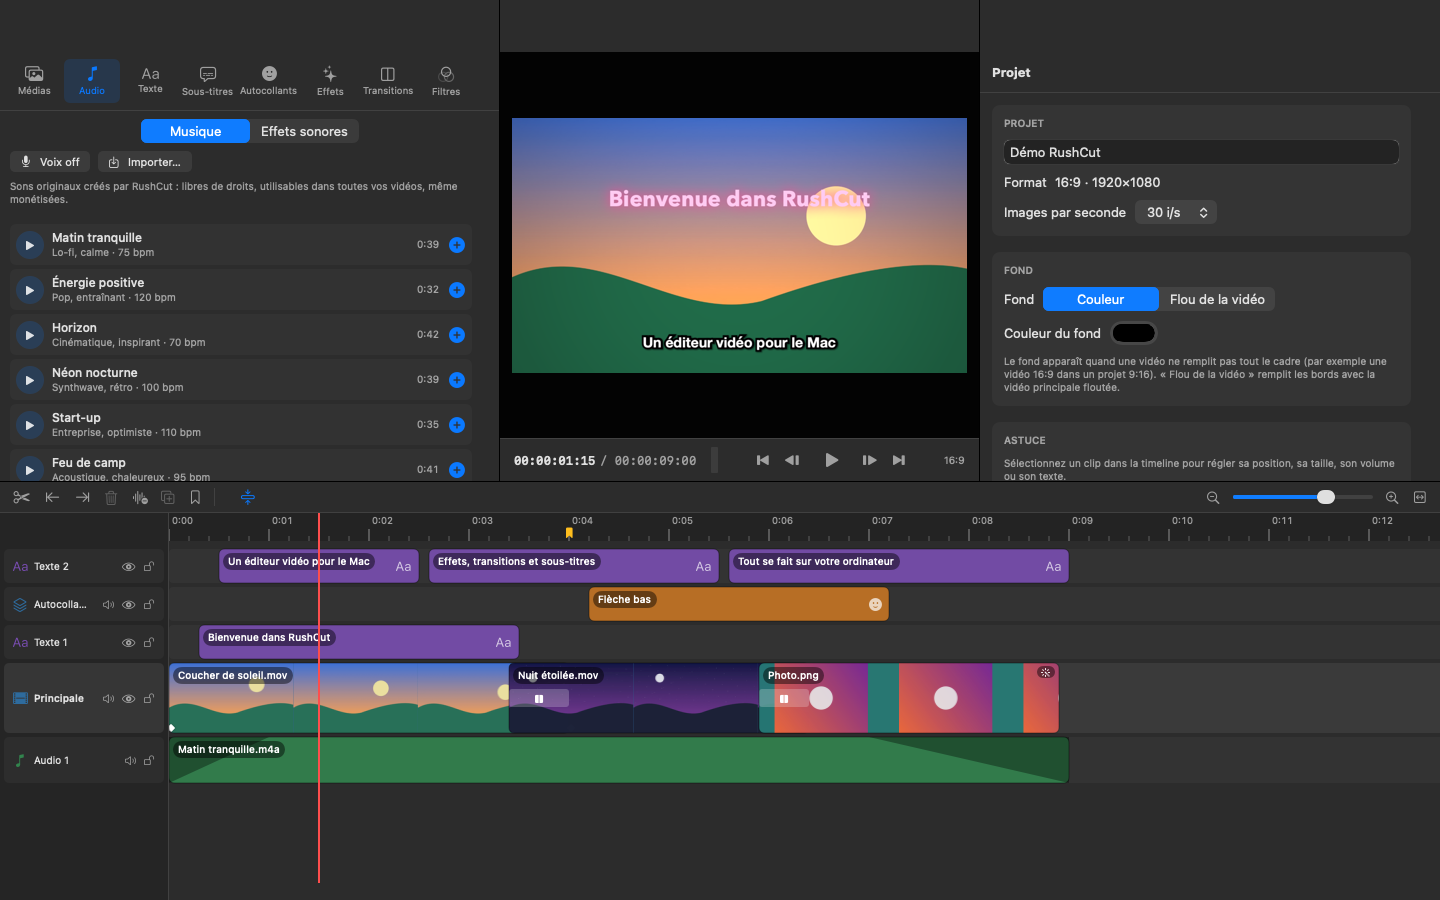 Médias
Audio
Aa
Texte
Sous-titres
Autocollants
Effets
Transitions
Filtres
Musique
Effets sonores
Voix off
Importer...
Sons originaux créés par RushCut : libres de droits, utilisables dans toutes vos vidéos, même
monétisées.
Matin tranquille
Lo-fi, calme · 75 bpm
0:39
Énergie positive
Pop, entraînant · 120 bpm
0:32
Horizon
Cinématique, inspirant · 70 bpm
0:42
Néon nocturne
Synthwave, rétro · 100 bpm
0:39
Start-up
Entreprise, optimiste · 110 bpm
0:35
Feu de camp
Acoustique, chaleureux · 95 bpm
0:41
Bienvenue dans RushCut
Un éditeur vidéo pour le Mac
00:00:01:15 / 00:00:09:00
16:9
Projet
PROJET
Démo RushCut
Format 16:9 · 1920×1080
Images par seconde 30 i/s
FOND
Fond Couleur Flou de la vidéo
Couleur du fond
Le fond apparaît quand une vidéo ne remplit pas tout le cadre (par exemple une
vidéo 16:9 dans un projet 9:16). « Flou de la vidéo » remplit les bords avec la
vidéo principale floutée.
ASTUCE
Sélectionnez un clip dans la timeline pour régler sa position, sa taille, son volume
ou son texte.
0:00 0:01 0:02 0:03 0:04 0:05 0:06 0:07 0:08 0:09 0:10 0:11 0:12
Aa Texte 2
Un éditeur vidéo pour le Mac Aa
Effets, transitions et sous-titres Aa
Tout se fait sur votre ordinateur Aa
Autocolla...
Flèche bas
Aa Texte 1
Bienvenue dans RushCut Aa
Principale
Coucher de soleil.mov
Nuit étoilée.mov
Photo.png
Audio 1
Matin tranquille.m4a